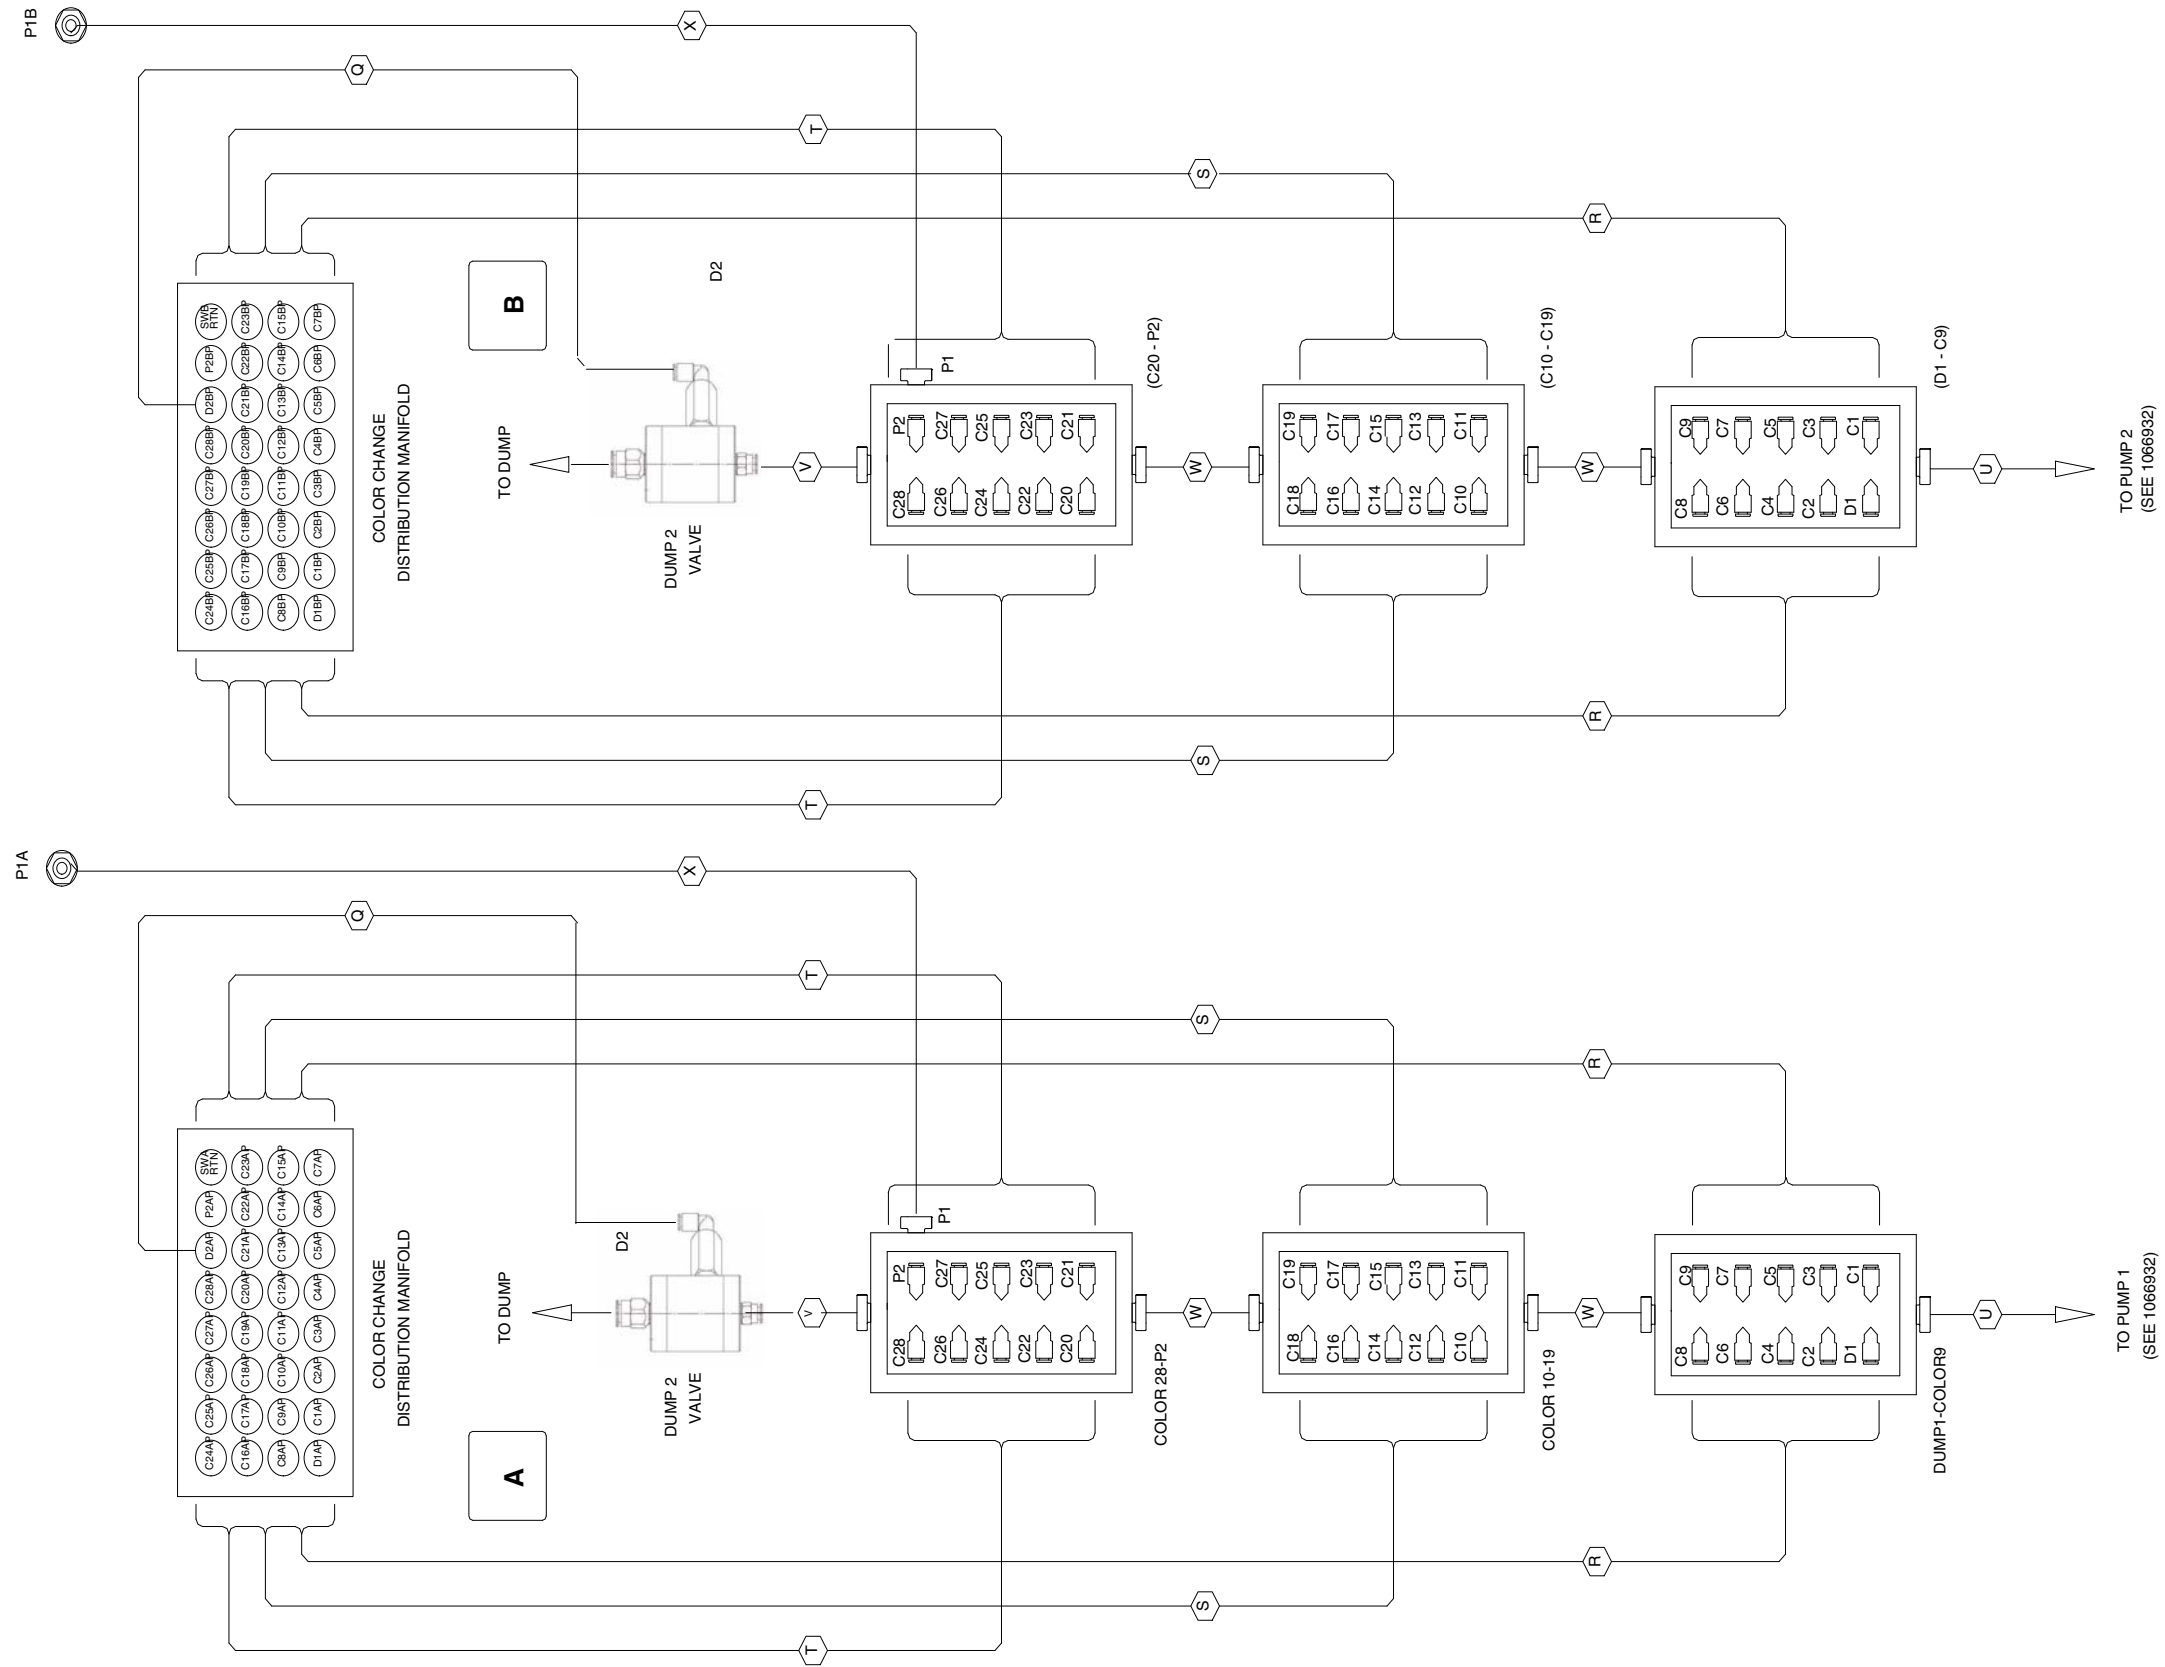 P1A
Q
C24AP C25AP C26AP C27AP C28AP D2AP P2AP SWA RTN
C16AP C17AP C18AP C19AP C20AP C21AP C22AP C23AP
C8AP C9AP C10AP C11AP C12AP C13AP C14AP C15AP
D1AP C1AP C2AP C3AP C4AP C5AP C6AP C7AP
COLOR CHANGE
DISTRIBUTION MANIFOLD
A
TO DUMP
D2
DUMP 2
VALVE
X
T V T
P1
C28 P2
C26 C27
C24 C25
C22 C23
C20 C21
COLOR 28-P2
S W S
C18 C19
C16 C17
C14 C15
C12 C13
C10 C11
COLOR 10-19
R W R
C8 C9
C6 C7
C4 C5
C2 C3
D1 C1
DUMP1-COLOR9
U
TO PUMP 1
(SEE 1066932)
P1B
Q
C24BP C25BP C26BP C27BP C28BP D2BP P2BP SWB RTN
C16BP C17BP C18BP C19BP C20BP C21BP C22BP C23BP
C8BP C9BP C10BP C11BP C12BP C13BP C14BP C15BP
D1BP C1BP C2BP C3BP C4BP C5BP C6BP C7BP
COLOR CHANGE
DISTRIBUTION MANIFOLD
B
TO DUMP
D2
DUMP 2
VALVE
X
T V T
P1
C28 P2
C26 C27
C24 C25
C22 C23
C20 C21
(C20 - P2)
S W S
C18 C19
C16 C17
C14 C15
C12 C13
C10 C11
(C10 - C19)
R W R
C8 C9
C6 C7
C4 C5
C2 C3
D1 C1
(D1 - C9)
U
TO PUMP 2
(SEE 1066932)